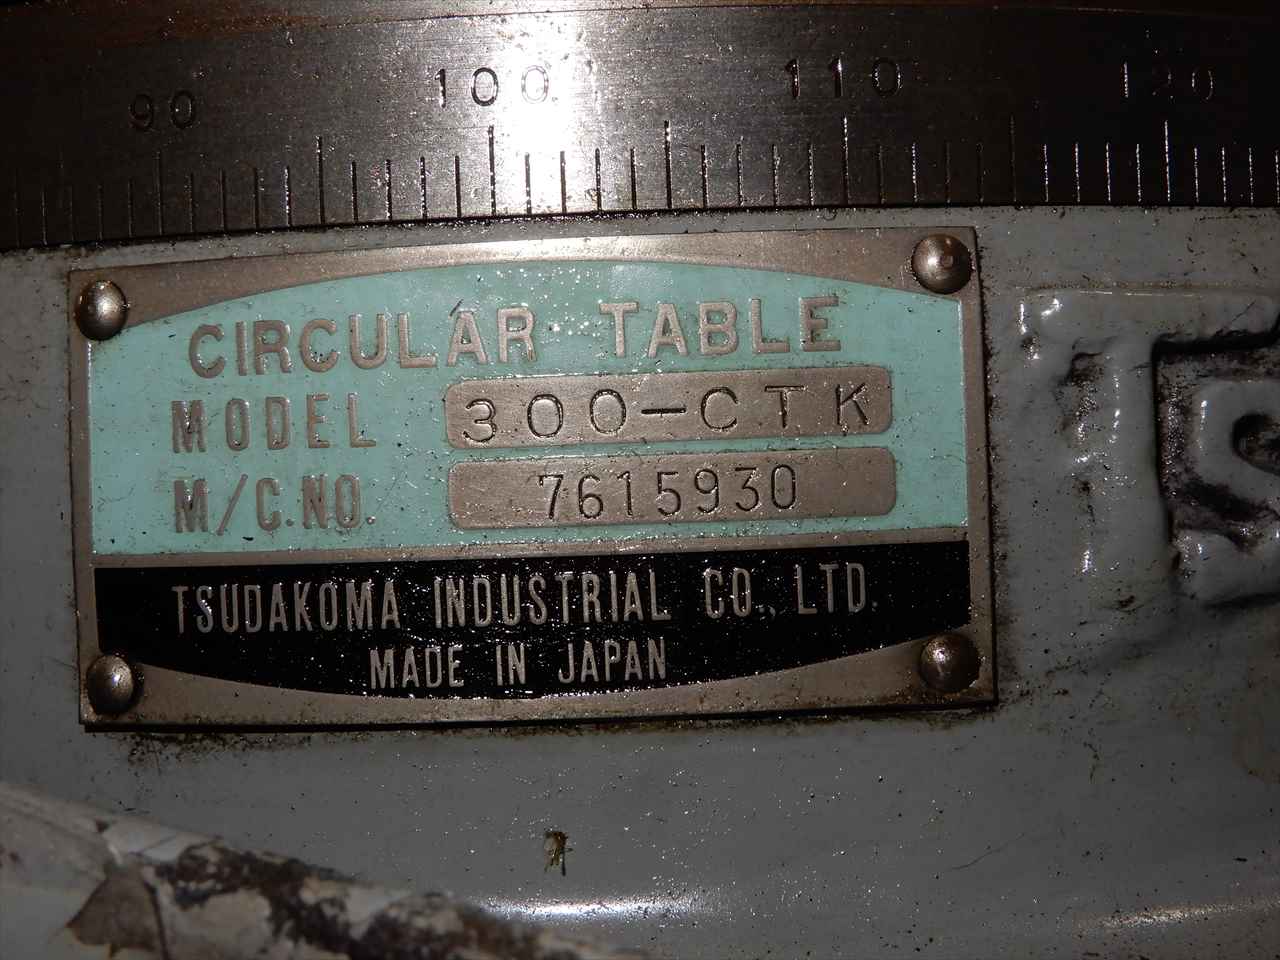 90 100 110 120
CIRCULAR TABLE
MODEL 300-CTK
M/C.NO. 7615930
TSUDAKOMA INDUSTRIAL CO., LTD.
MADE IN JAPAN